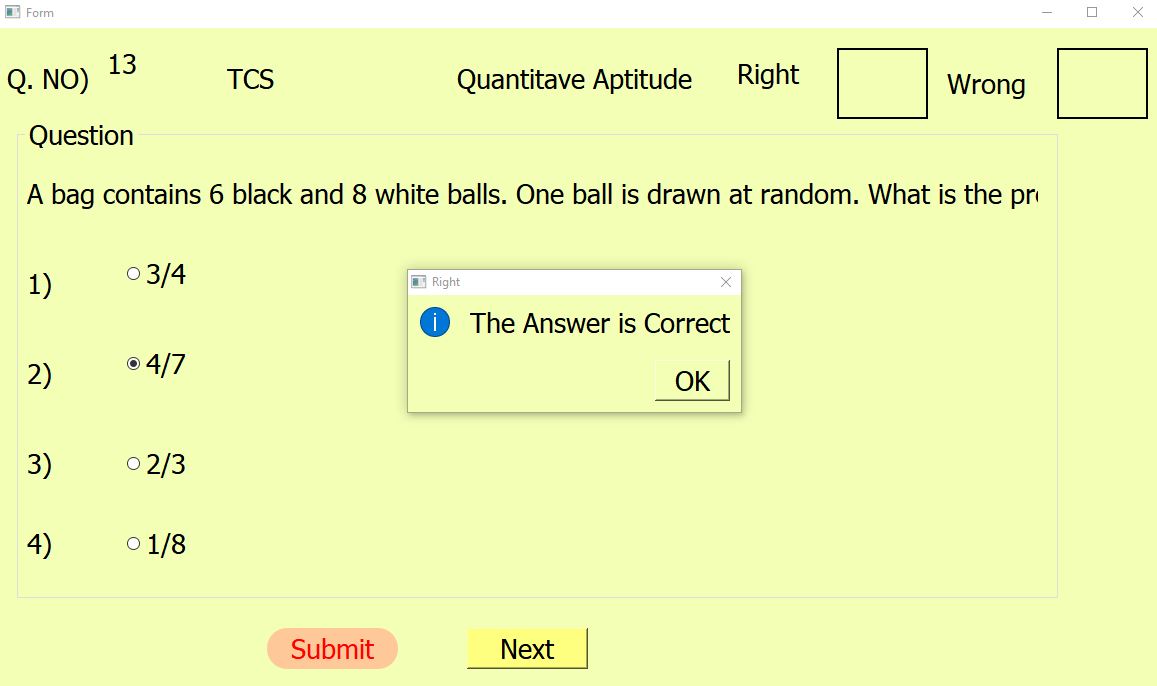 Form
Q. NO) 13 TCS Quantitave Aptitude Right Wrong
Question
A bag contains 6 black and 8 white balls. One ball is drawn at random. What is the
1) 3/4
2) 4/7
3) 2/3
4) 1/8
Right
The Answer is Correct
OK
Submit Next